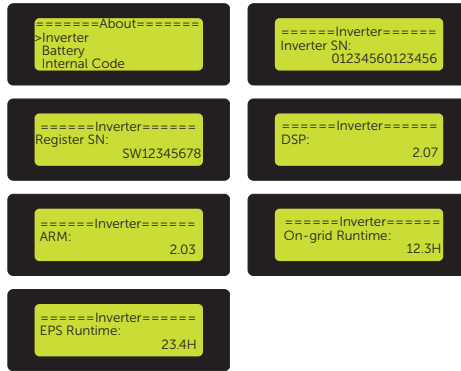 =======About=======
>Inverter
Battery
Internal Code
======Inverter======
Inverter SN:
01234560123456
======Inverter======
Register SN:
SW12345678
======Inverter======
DSP:
2.07
======Inverter======
ARM:
2.03
======Inverter======
On-grid Runtime:
12.3H
======Inverter======
EPS Runtime:
23.4H